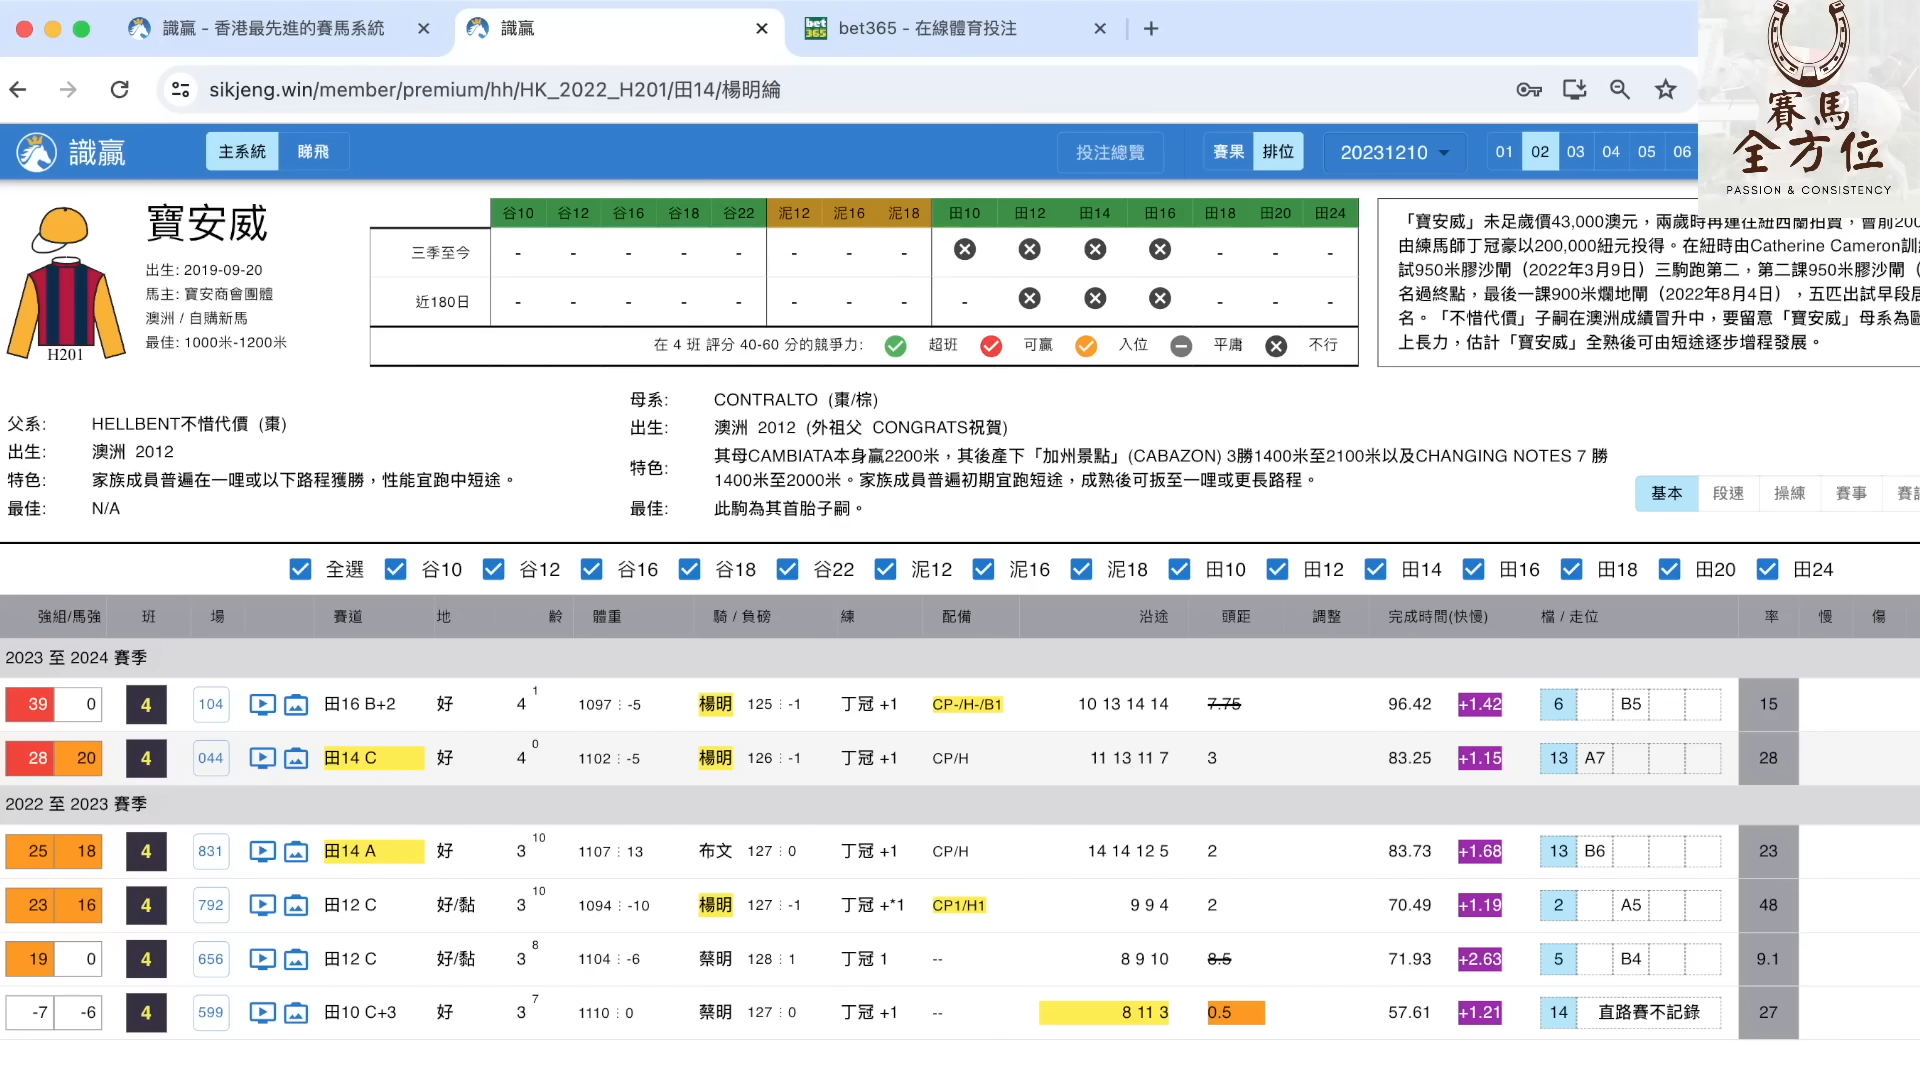 識贏 - 香港最先進的賽馬系統
識贏
bet365 - 在線體育投注
sikjeng.win/member/premium/hh/HK_2022_H201/田14/楊明綸
賽馬
全方位
PASSION & CONSISTENCY
識贏 主系統 睇飛 投注總覽 賽果 排位 20231210 01 02 03 04 05 06
寶安威
出生: 2019-09-20
馬主: 寶安商會團體
澳洲 / 自購新馬
最佳: 1000米-1200米
H201
谷10 谷12 谷16 谷18 谷22 泥12 泥16 泥18 田10 田12 田14 田16 田18 田20 田24
三季至今 - - - - - - - - - - -
近180日 - - - - - - - - - - - -
在 4 班 評分 40-60 分的競爭力: 超班 可贏 入位 平庸 不行
「寶安威」未足歲價43,000澳元，兩歲時再連在紐西蘭拍賣，會前200
由練馬師丁冠豪以200,000紐元投得。在紐時由Catherine Cameron訓
試950米膠沙閘（2022年3月9日）三駒跑第二，第二課950米膠沙閘（
名過終點，最後一課900米爛地閘（2022年8月4日），五匹出試早段居
名。「不惜代價」子嗣在澳洲成績冒升中，要留意「寶安威」母系為
上長力，估計「寶安威」全熟後可由短途逐步增程發展。
父系: HELLBENT不惜代價 (棗)
出生: 澳洲 2012
特色: 家族成員普遍在一哩或以下路程獲勝，性能宜跑中短途。
最佳: N/A
母系: CONTRALTO (棗/棕)
出生: 澳洲 2012 (外祖父 CONGRATS祝賀)
特色: 其母CAMBIATA本身贏2200米，其後產下「加州景點」(CABAZON) 3勝1400米至2100米以及CHANGING NOTES 7 勝
1400米至2000米。家族成員普遍初期宜跑短途，成熟後可扳至一哩或更長路程。
最佳: 此駒為其首胎子嗣。
基本 段速 操練 賽事
全選 谷10 谷12 谷16 谷18 谷22 泥12 泥16 泥18 田10 田12 田14 田16 田18 田20 田24
強組/馬強 班 場 賽道 地 齡 體重 騎 / 負磅 練 配備 沿途 頭距 調整 完成時間(快慢) 檔 / 走位 率 慢 傷
2023 至 2024 賽季
39 0 4 104 田16 B+2 好 4 1 1097 : -5 楊明 125 : -1 丁冠 +1 CP-/H-/B1 10 13 14 14 7.75 96.42 +1.42 6 B5 15
28 20 4 044 田14 C 好 4 0 1102 : -5 楊明 126 : -1 丁冠 +1 CP/H 11 13 11 7 3 83.25 +1.15 13 A7 28
2022 至 2023 賽季
25 18 4 831 田14 A 好 3 10 1107 : 13 布文 127 : 0 丁冠 +1 CP/H 14 14 12 5 2 83.73 +1.68 13 B6 23
23 16 4 792 田12 C 好/黏 3 10 1094 : -10 楊明 127 : -1 丁冠 +*1 CP1/H1 9 9 4 2 70.49 +1.19 2 A5 48
19 0 4 656 田12 C 好/黏 3 8 1104 : -6 蔡明 128 : 1 丁冠 1 -- 8 9 10 8.5 71.93 +2.63 5 B4 9.1
-7 -6 4 599 田10 C+3 好 3 7 1110 : 0 蔡明 127 : 0 丁冠 +1 -- 8 11 3 0.5 57.61 +1.21 14 直路賽不記錄 27